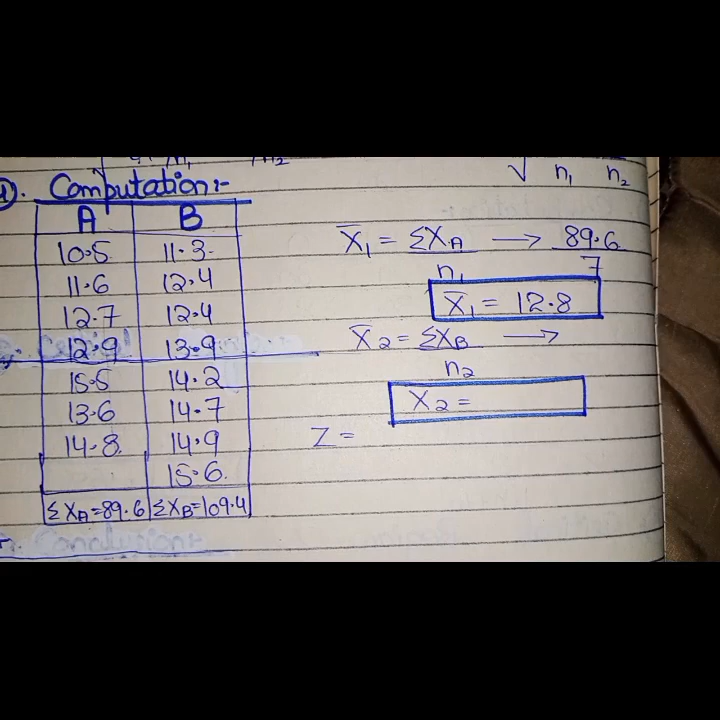 √ n₁ n₂
Computation:-
A B
10.5 11.3
11.6 12.4
12.7 12.4
12.9 13.9
15.5 14.2
13.6 14.7
14.8 14.9
15.6
ΣXA=89.6 ΣXB=109.4
X̄₁ = ΣXA / n₁ → 89.6 / 7
X̄₁ = 12.8
X̄₂ = ΣXB / n₂ →
X₂ =
Z =